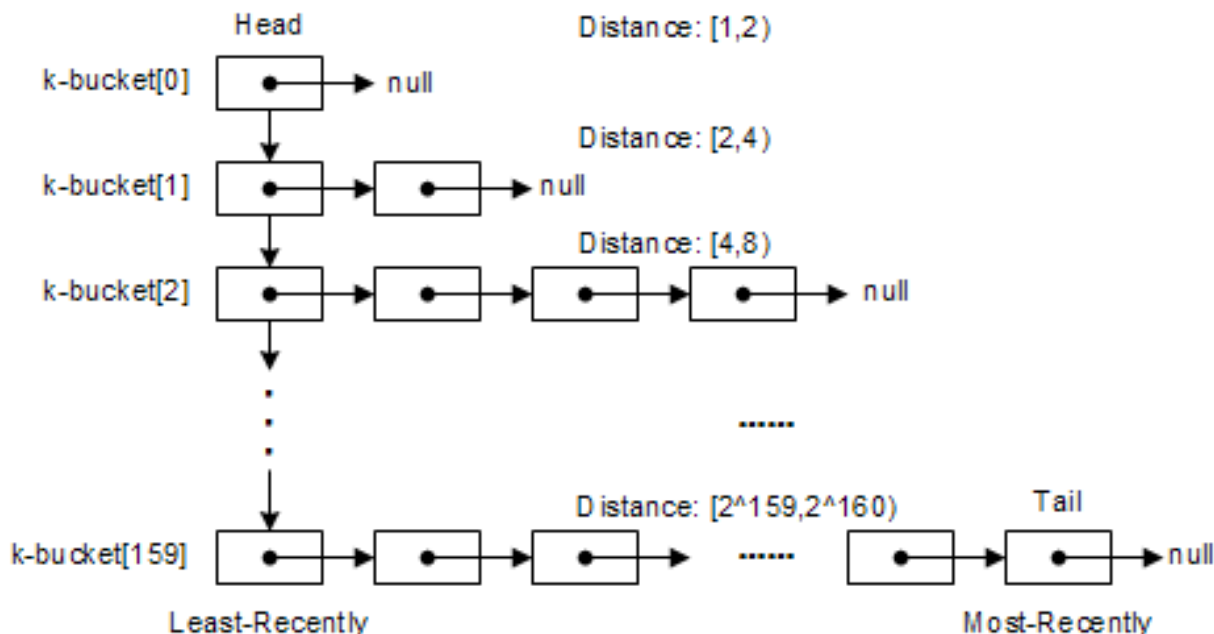 Head
Distance: [1,2)
k-bucket[0]
null
Distance: [2,4)
k-bucket[1]
null
Distance: [4,8)
k-bucket[2]
null
......
Distance: [2^159,2^160)
Tail
k-bucket[159]
......
null
Least-Recently
Most-Recently